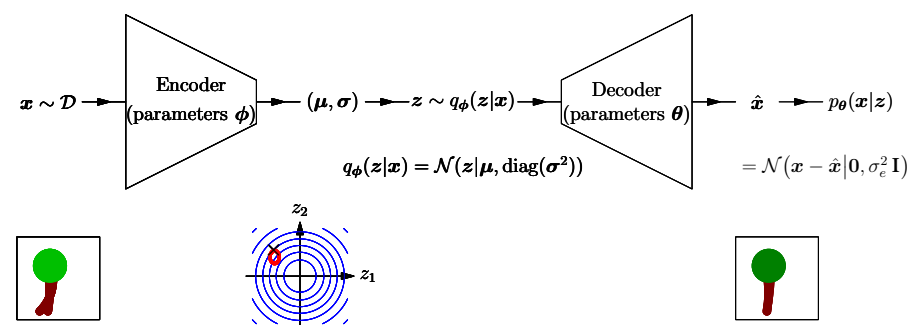 Encoder
Decoder
𝒙 ∼ 𝒟
(parameters ϕ)
(μ, σ)
z ∼ q_ϕ(z|x)
(parameters θ)
x̂
p_θ(x|z)
q_ϕ(z|x) = 𝒩(z|μ, diag(σ²))
= 𝒩(x − x̂|0, σ_e² I)
z₂
z₁